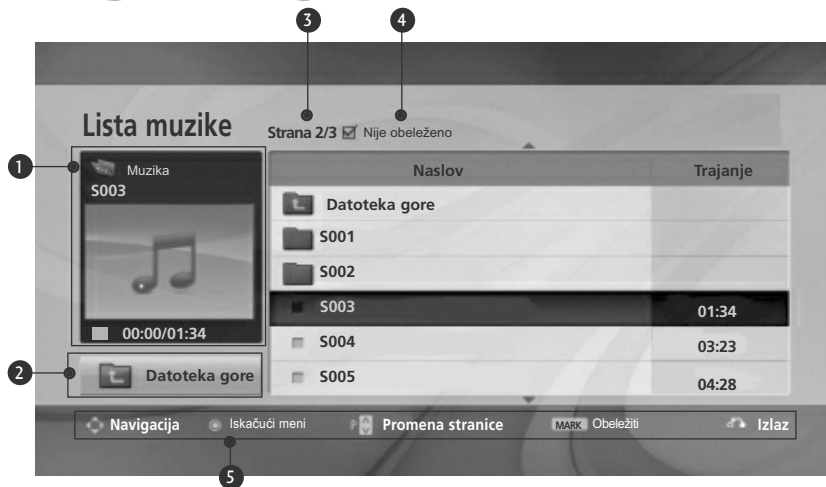 3 4
Lista muzike Strana 2/3 Nije obeleženo
1 Muzika Naslov Trajanje
S003
Datoteka gore
S001
S002
S003 01:34
00:00/01:34 S004 03:23
2 Datoteka gore S005 04:28
Navigacija Iskačući meni P Promena stranice MARK Obeležiti Izlaz
5